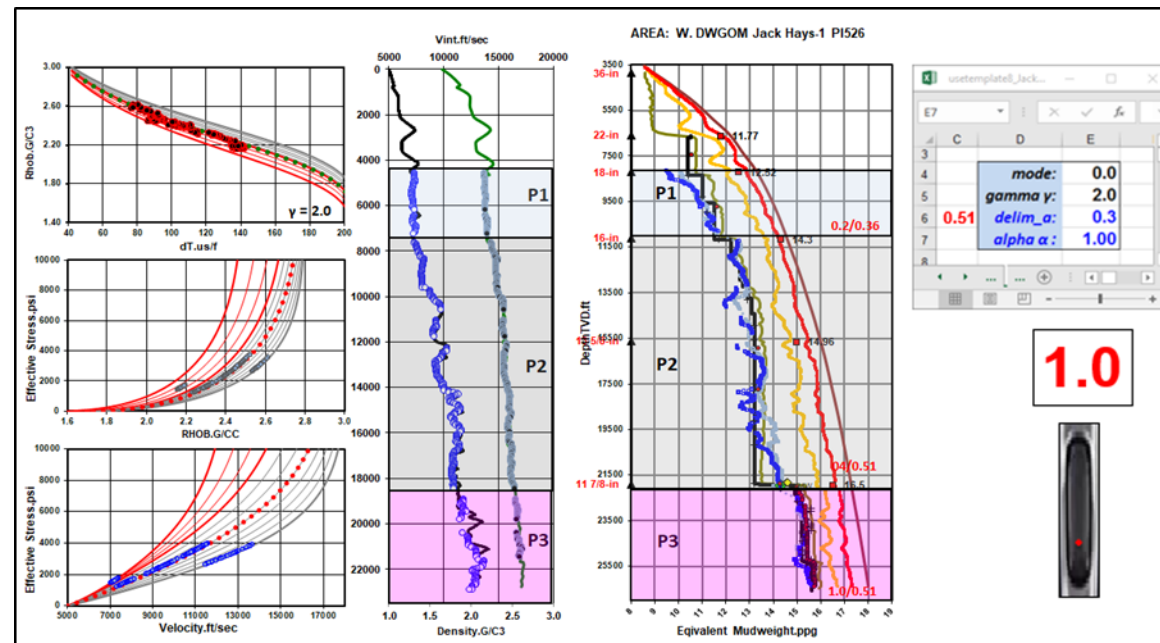 AREA: W. DWGOM Jack Hays-1 PI526
Rhob.G/C3
3.00
2.60
2.20
1.80
1.40
40 60 80 100 120 140 160 180 200
dT.us/f
γ = 2.0
Effective Stress.psi
10000
8000
6000
4000
2000
0
1.6 1.8 2.0 2.2 2.4 2.6 2.8 3.0
RHOB.G/CC
Effective Stress.psi
10000
8000
6000
4000
2000
0
5000 7000 9000 11000 13000 15000 17000
Velocity.ft/sec
Vint.ft/sec
5000 10000 15000 20000
0
2000
4000
6000
8000
10000
12000
14000
16000
18000
20000
22000
P1
P2
P3
1.0 1.5 2.0 2.5 3.0
Density.G/C3
DepthTVD.ft
3500
5500
7500
9500
11500
13500
17500
19500
21500
23500
25500
36-in
22-in
18-in
16-in
11 7/8-in
11.77
12.52
14.3
14.96
16.5
P1
P2
P3
0.2/0.36
04/0.51
1.0/0.51
8 9 10 11 12 13 14 15 16 17 18 19
Eqivalent Mudweight.ppg
usetemplate8_Jack...
E7
fx
C D E
3
4 mode: 0.0
5 gamma γ: 2.0
6 0.51 delim_α: 0.3
7 alpha α : 1.00
8
... ...
1.0